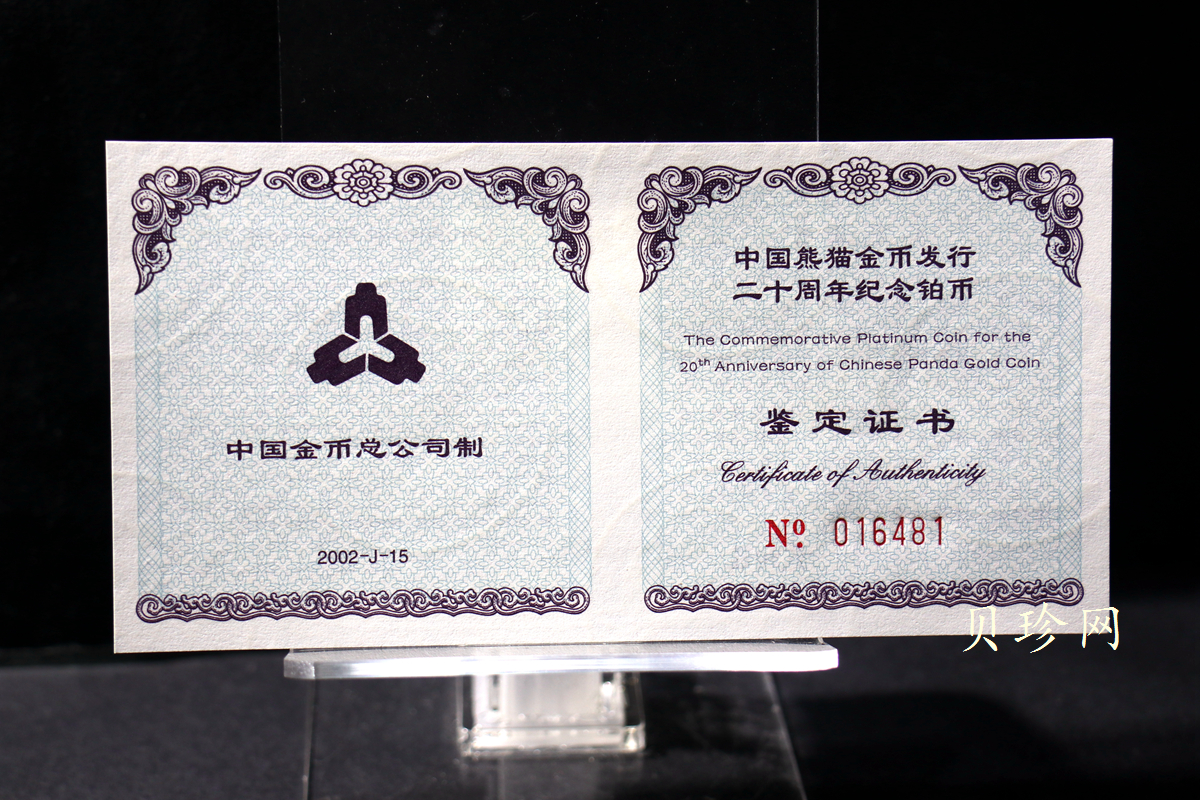 中国金币总公司制
2002-J-15
中国熊猫金币发行
二十周年纪念铂币
The Commemorative Platinum Coin for the
20th Anniversary of Chinese Panda Gold Coin
鉴定证书
Certificate of Authenticity
Nº. 016481
贝珍网